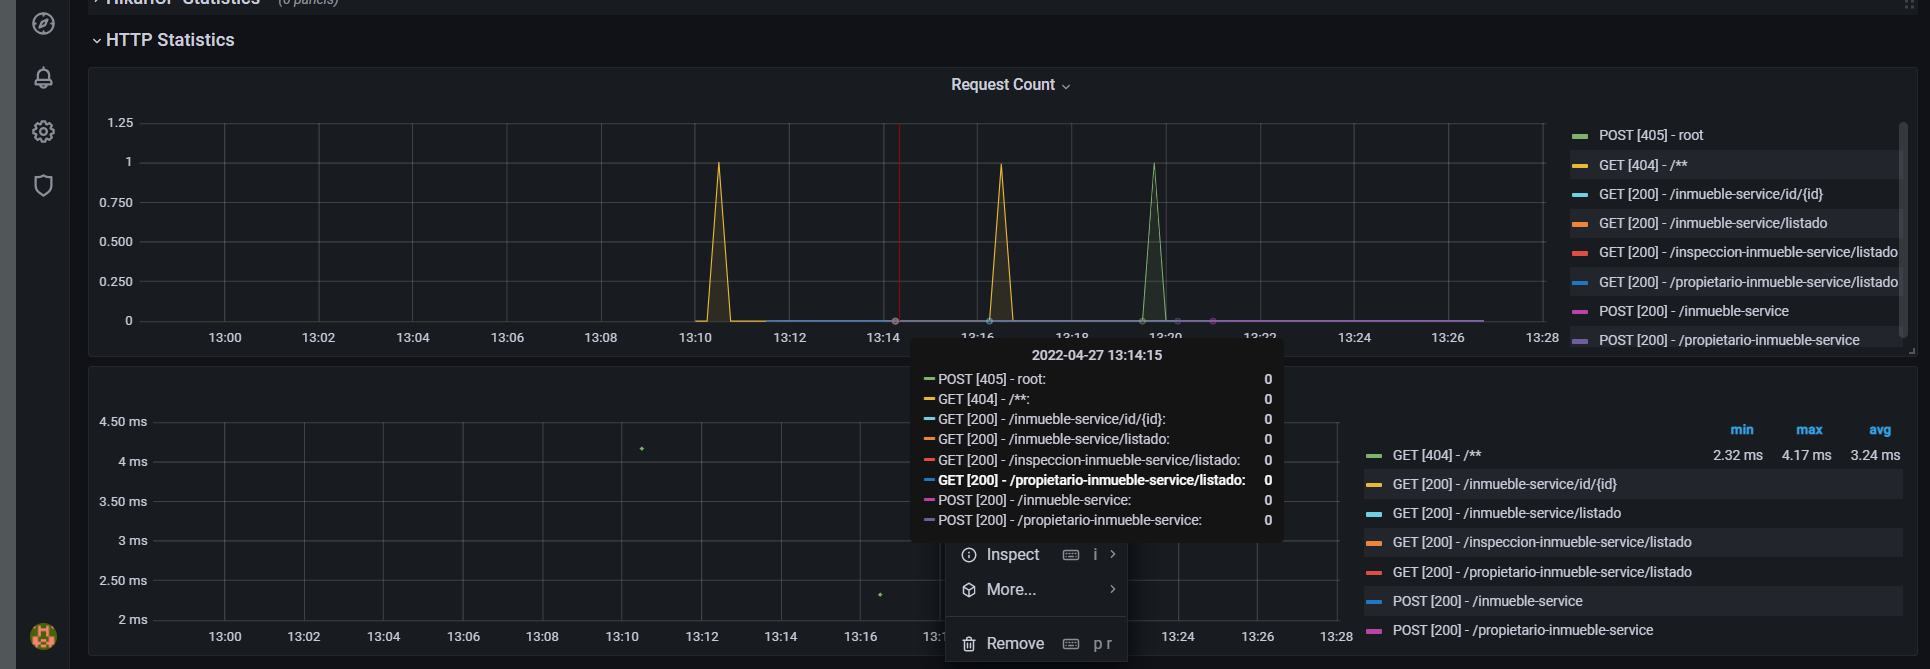 HikariCP Statistics (6 panels)
HTTP Statistics
Request Count
1.25
1
0.750
0.500
0.250
0
13:00 13:02 13:04 13:06 13:08 13:10 13:12 13:14 13:16 13:18 13:20 13:22 13:24 13:26 13:28
POST [405] - root
GET [404] - /**
GET [200] - /inmueble-service/id/{id}
GET [200] - /inmueble-service/listado
GET [200] - /inspeccion-inmueble-service/listado
GET [200] - /propietario-inmueble-service/listado
POST [200] - /inmueble-service
POST [200] - /propietario-inmueble-service
2022-04-27 13:14:15
POST [405] - root: 0
GET [404] - /**: 0
GET [200] - /inmueble-service/id/{id}: 0
GET [200] - /inmueble-service/listado: 0
GET [200] - /inspeccion-inmueble-service/listado: 0
GET [200] - /propietario-inmueble-service/listado: 0
POST [200] - /inmueble-service: 0
POST [200] - /propietario-inmueble-service: 0
Inspect i
More...
Remove p r
4.50 ms
4 ms
3.50 ms
3 ms
2.50 ms
2 ms
13:00 13:02 13:04 13:06 13:08 13:10 13:12 13:14 13:16 13:1 13:24 13:26 13:28
min max avg
GET [404] - /** 2.32 ms 4.17 ms 3.24 ms
GET [200] - /inmueble-service/id/{id}
GET [200] - /inmueble-service/listado
GET [200] - /inspeccion-inmueble-service/listado
GET [200] - /propietario-inmueble-service/listado
POST [200] - /inmueble-service
POST [200] - /propietario-inmueble-service